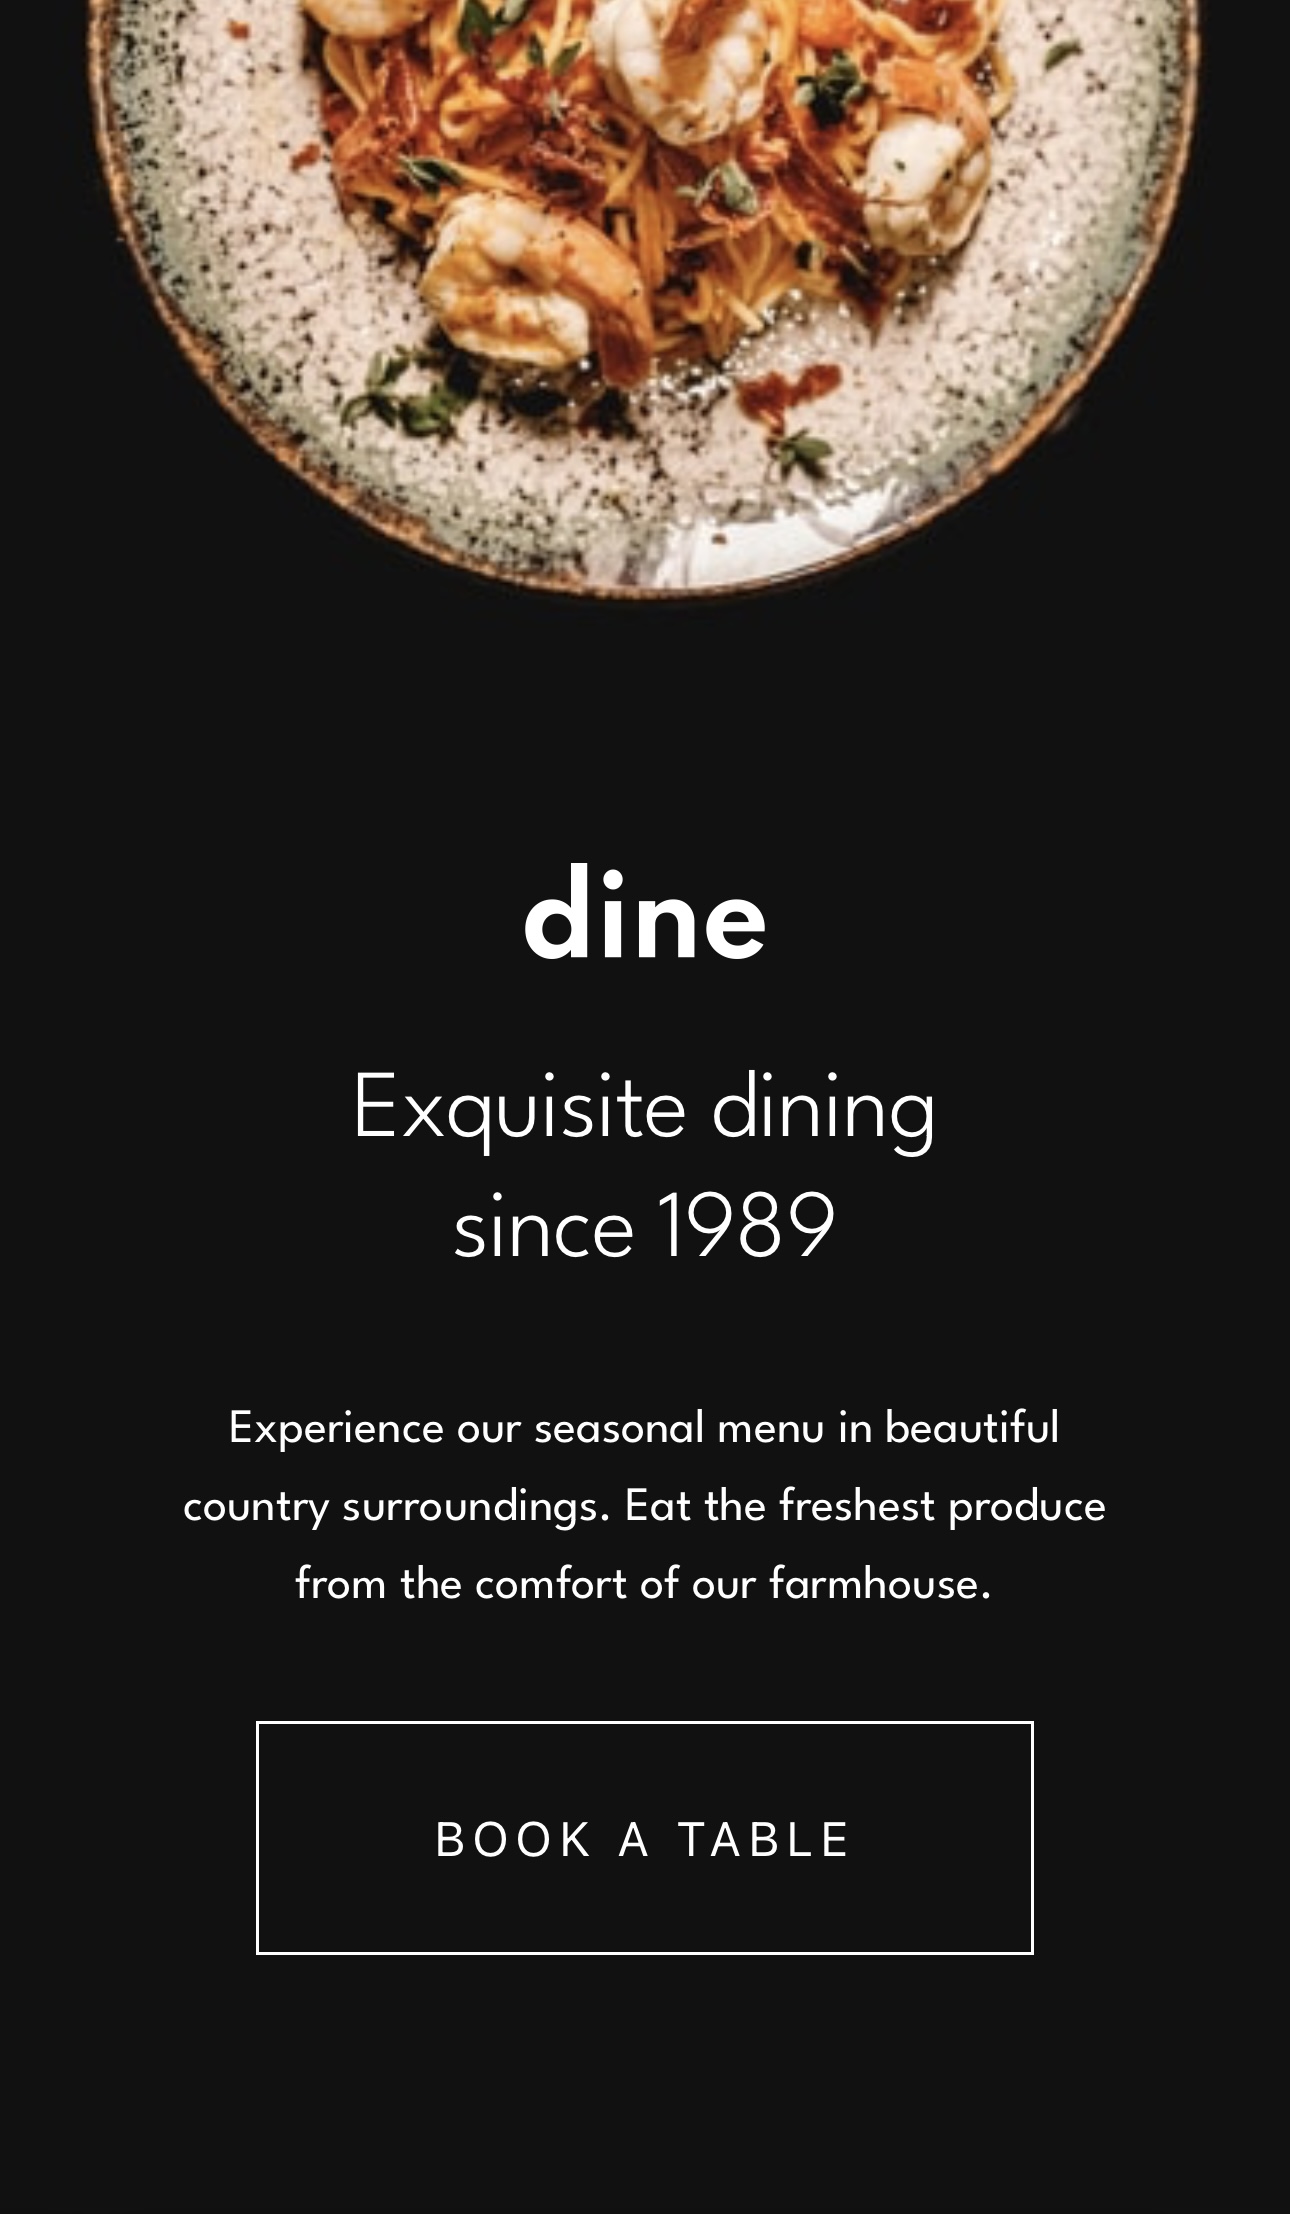 dine
Exquisite dining
since 1989
Experience our seasonal menu in beautiful
country surroundings. Eat the freshest produce
from the comfort of our farmhouse.
BOOK A TABLE